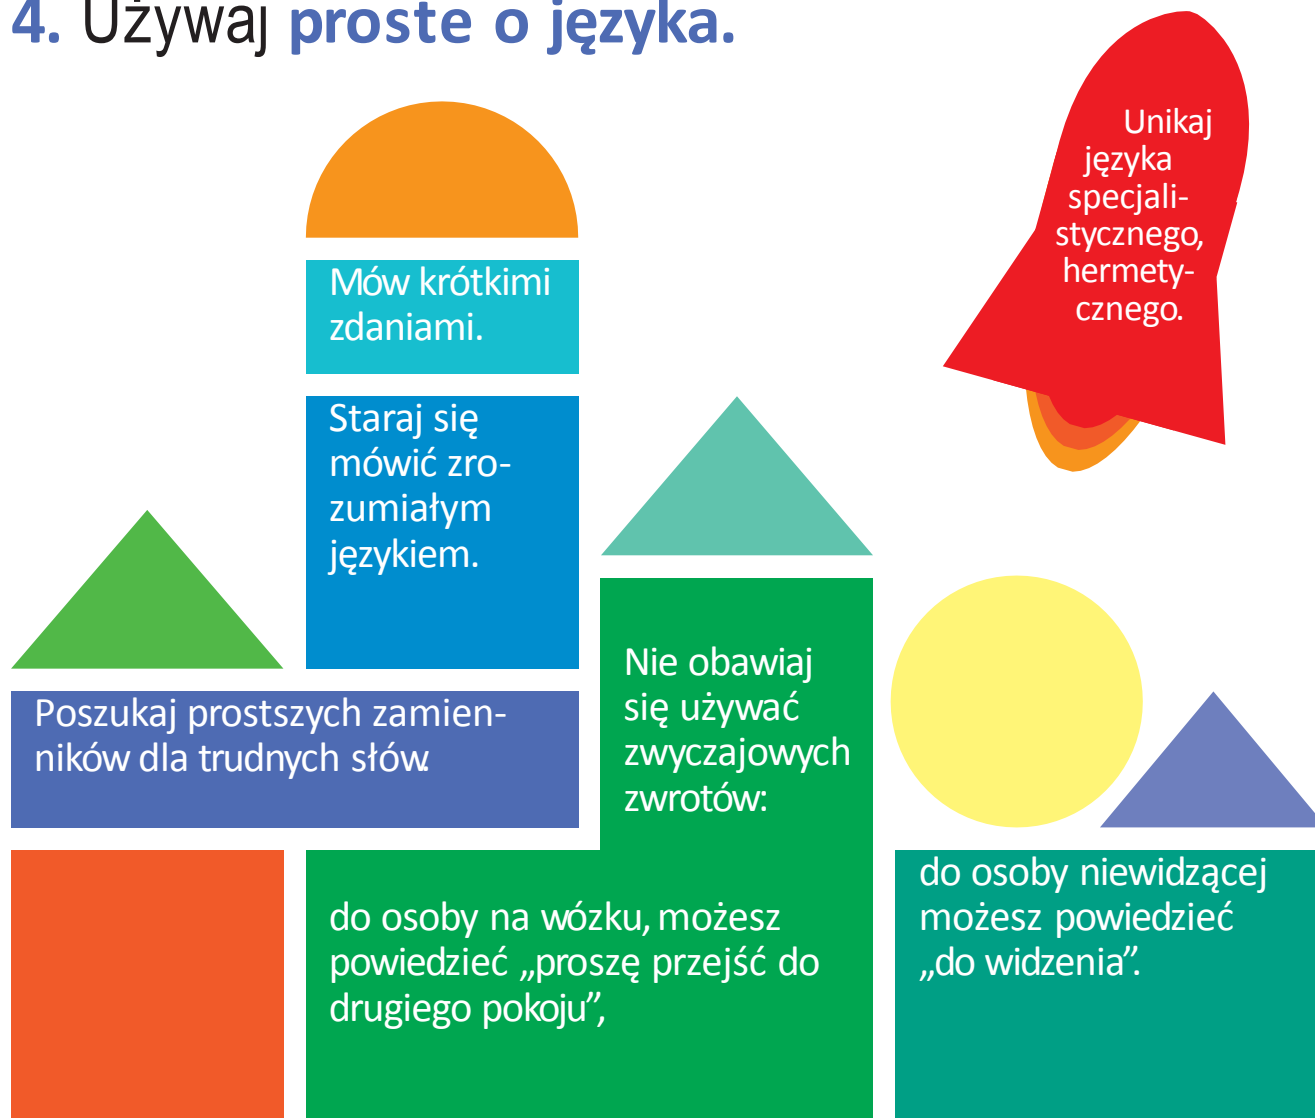 4. Używaj proste o języka.
Unikaj
języka
specjali-
stycznego,
hermety-
cznego.
Mów krótkimi
zdaniami.
Staraj się
mówić zro-
zumiałym
językiem.
Poszukaj prostszych zamien-
ników dla trudnych słów.
Nie obawiaj
się używać
zwyczajowych
zwrotów:
do osoby na wózku, możesz
powiedzieć „proszę przejść do
drugiego pokoju”,
do osoby niewidzącej
możesz powiedzieć
„do widzenia”.